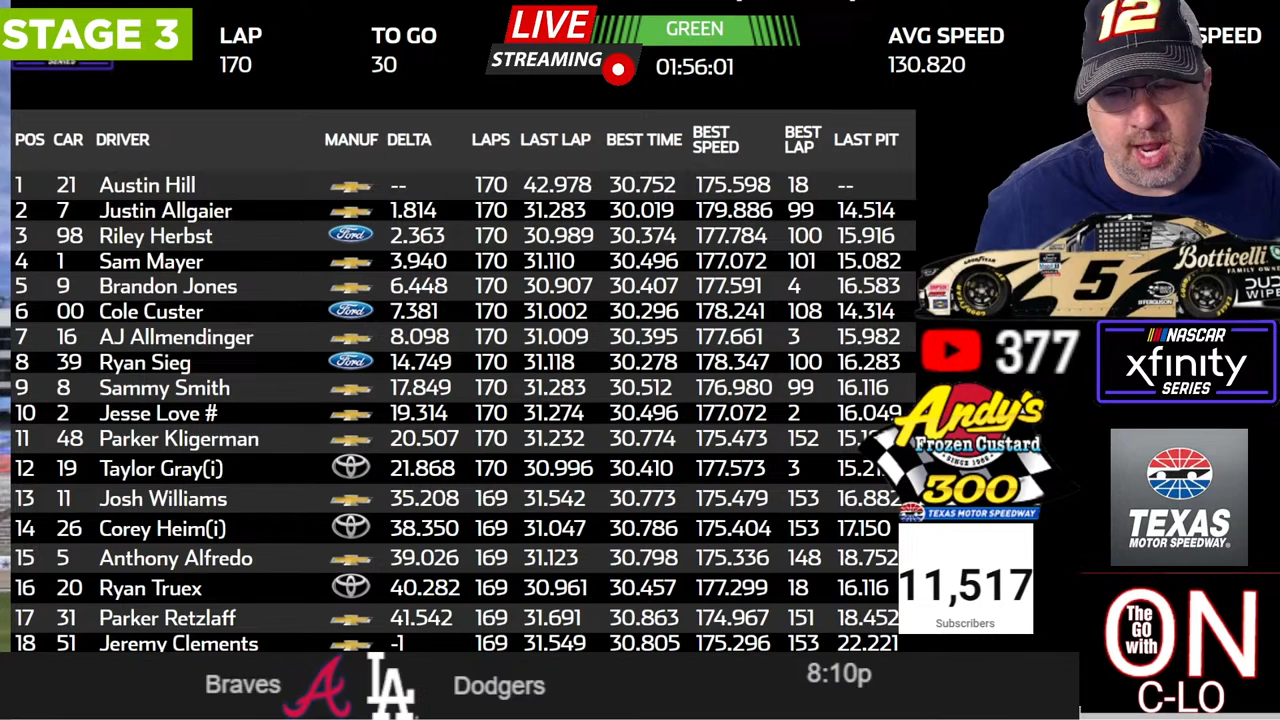 STAGE 3
LAP TO GO AVG SPEED SPEED
170 30 01:56:01 130.820
LIVE
STREAMING
GREEN
12
POS CAR DRIVER MANUF DELTA LAPS LAST LAP BEST TIME BEST SPEED BEST LAP LAST PIT
1 21 Austin Hill -- 170 42.978 30.752 175.598 18 --
2 7 Justin Allgaier 1.814 170 31.283 30.019 179.886 99 14.514
3 98 Riley Herbst Ford 2.363 170 30.989 30.374 177.784 100 15.916
4 1 Sam Mayer 3.940 170 31.110 30.496 177.072 101 15.082
5 9 Brandon Jones 6.448 170 30.907 30.407 177.591 4 16.583
6 00 Cole Custer Ford 7.381 170 31.002 30.296 178.241 108 14.314
7 16 AJ Allmendinger 8.098 170 31.009 30.395 177.661 3 15.982
8 39 Ryan Sieg Ford 14.749 170 31.118 30.278 178.347 100 16.283
9 8 Sammy Smith 17.849 170 31.283 30.512 176.980 99 16.116
10 2 Jesse Love # 19.314 170 31.274 30.496 177.072 2 16.049
11 48 Parker Kligerman 20.507 170 31.232 30.774 175.473 152
12 19 Taylor Gray(i) 21.868 170 30.996 30.410 177.573 3
13 11 Josh Williams 35.208 169 31.542 30.773 175.479 153 16.882
14 26 Corey Heim(i) 38.350 169 31.047 30.786 175.404 153 17.150
15 5 Anthony Alfredo 39.026 169 31.123 30.798 175.336 148 18.752
16 20 Ryan Truex 40.282 169 30.961 30.457 177.299 18 16.116
17 31 Parker Retzlaff 41.542 169 31.691 30.863 174.967 151 18.452
18 51 Jeremy Clements -1 169 31.549 30.805 175.296 153 22.221
5
Botticelli
FAMILY OWNED
DUDE
WIPES
377
NASCAR
xfinity
SERIES
Andy's
Frozen Custard
SINCE 1986
300
TEXAS MOTOR SPEEDWAY
TEXAS
MOTOR SPEEDWAY
11,517
Subscribers
The GO with
ON
C-LO
Braves A LA Dodgers 8:10p